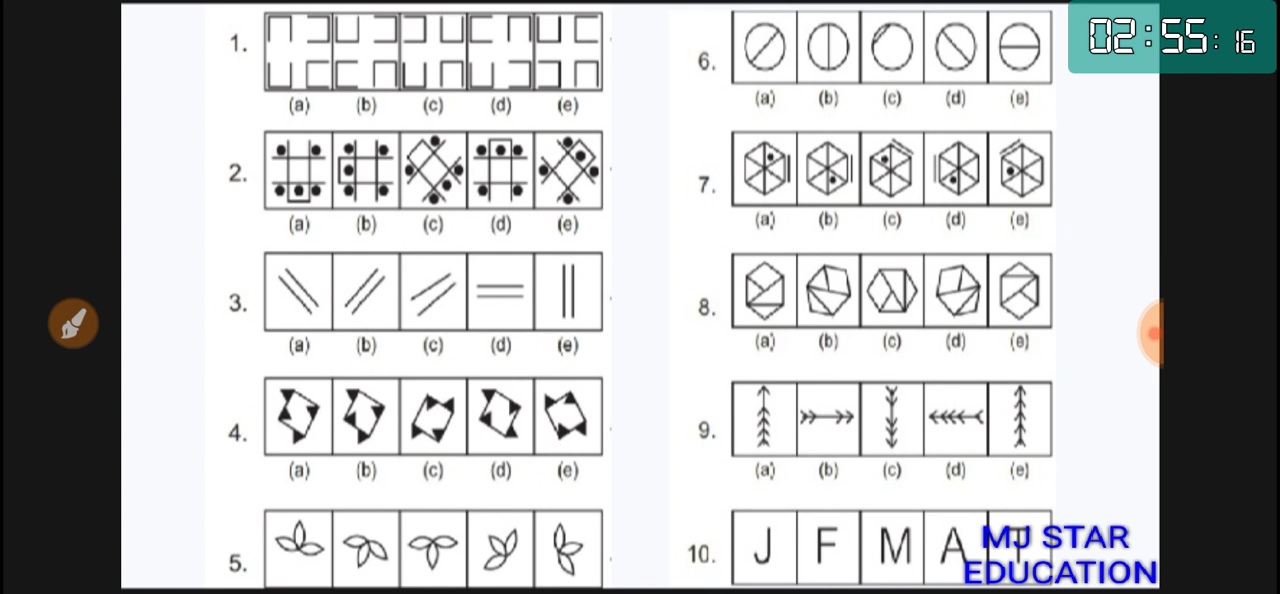 02:55:16
1.
(a) (b) (c) (d) (e)
2.
(a) (b) (c) (d) (e)
3.
(a) (b) (c) (d) (e)
4.
(a) (b) (c) (d) (e)
5.
6.
(a) (b) (c) (d) (e)
7.
(a) (b) (c) (d) (e)
8.
(a) (b) (c) (d) (e)
9.
(a) (b) (c) (d) (e)
10. J F M A
MJ STAR
EDUCATION